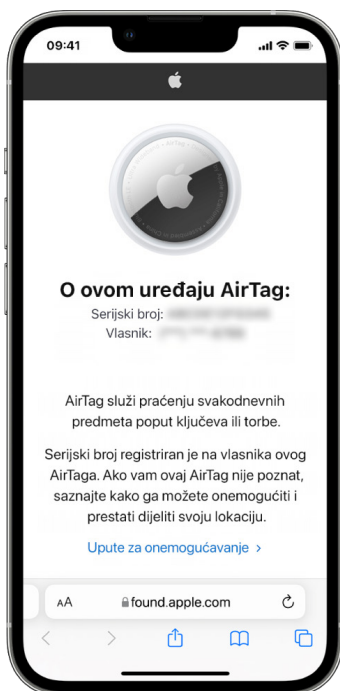 09:41
O ovom uređaju AirTag:
Serijski broj:
Vlasnik:
AirTag služi praćenju svakodnevnih
predmeta poput ključeva ili torbe.
Serijski broj registriran je na vlasnika ovog
AirTaga. Ako vam ovaj AirTag nije poznat,
saznajte kako ga možete onemogućiti i
prestati dijeliti svoju lokaciju.
Upute za onemogućavanje >
AA found.apple.com